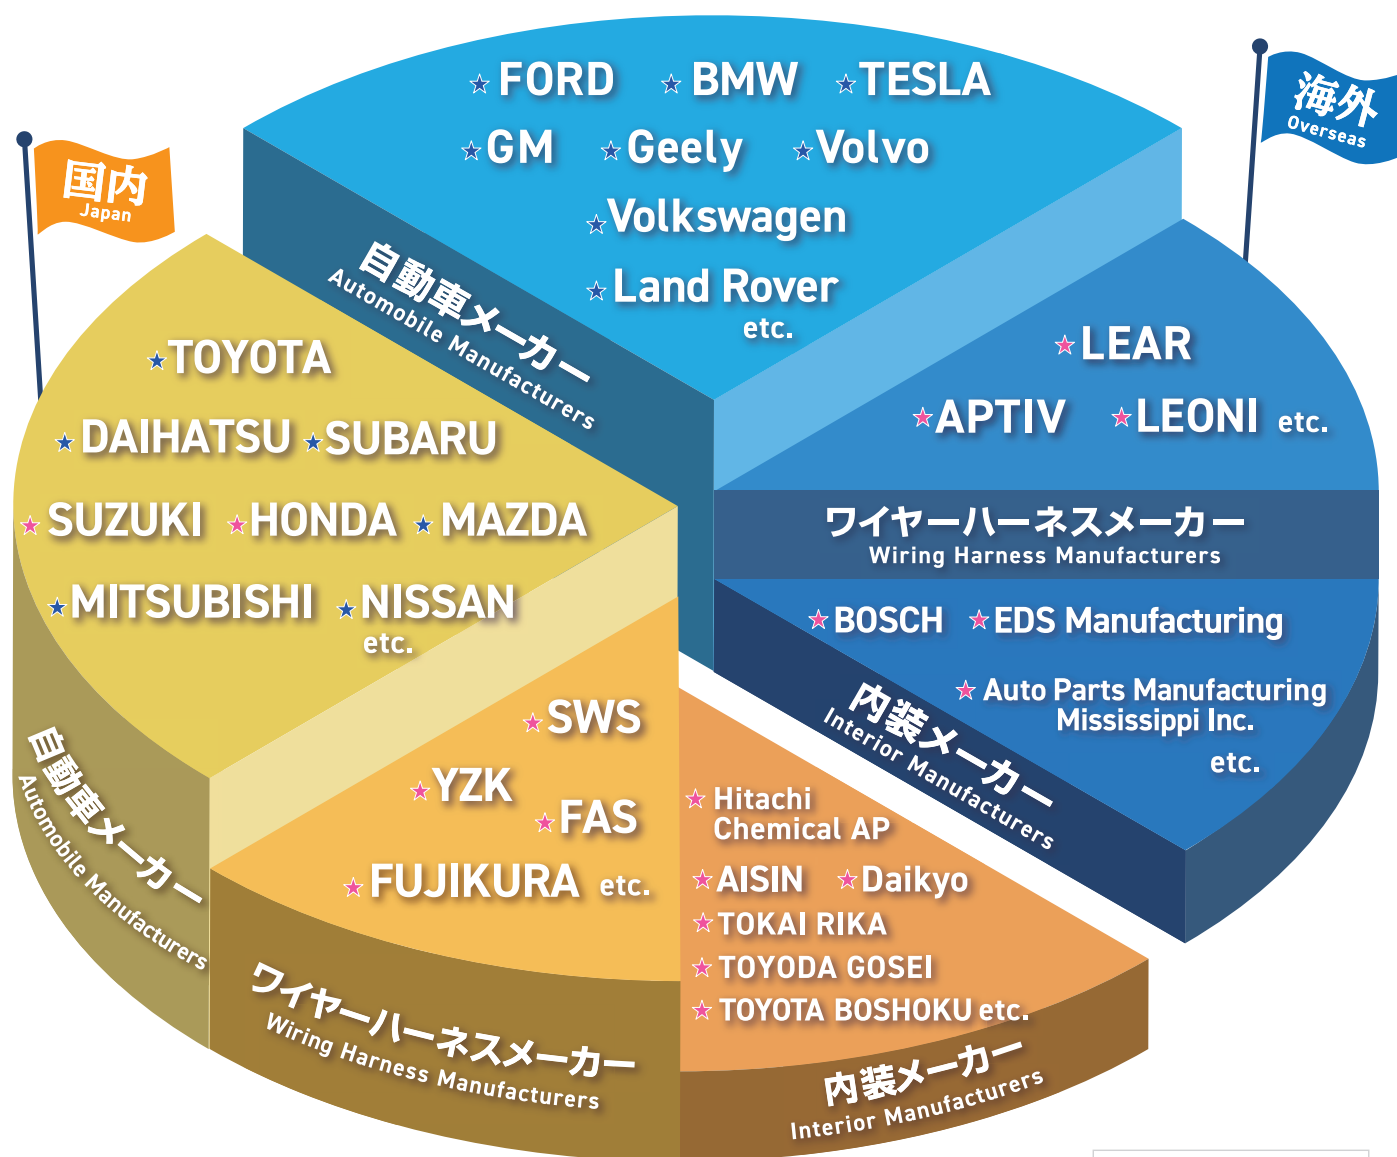 国内
Japan
海外
Overseas
★FORD ★BMW ★TESLA
★GM ★Geely ★Volvo
★Volkswagen
★Land Rover
etc.
自動車メーカー
Automobile Manufacturers
★LEAR
★APTIV ★LEONI etc.
ワイヤーハーネスメーカー
Wiring Harness Manufacturers
★BOSCH ★EDS Manufacturing
★Auto Parts Manufacturing
Mississippi Inc.
etc.
内装メーカー
Interior Manufacturers
★TOYOTA
★DAIHATSU ★SUBARU
★SUZUKI ★HONDA ★MAZDA
★MITSUBISHI ★NISSAN
etc.
自動車メーカー
Automobile Manufacturers
★SWS
★YZK
★FAS
★FUJIKURA etc.
ワイヤーハーネスメーカー
Wiring Harness Manufacturers
★Hitachi
Chemical AP
★AISIN ★Daikyo
★TOKAI RIKA
★TOYODA GOSEI
★TOYOTA BOSHOKU etc.
内装メーカー
Interior Manufacturers